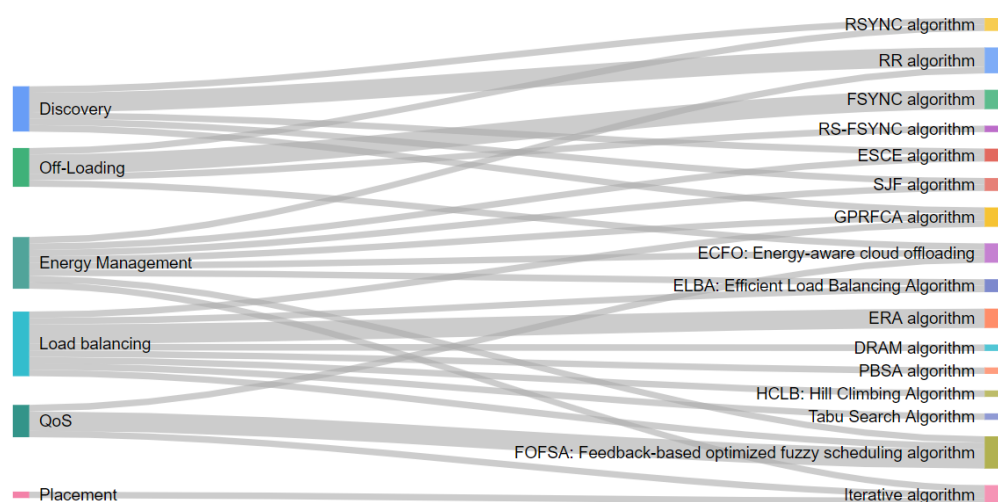 Discovery
Off-Loading
Energy Management
Load balancing
QoS
Placement
RSYNC algorithm
RR algorithm
FSYNC algorithm
RS-FSYNC algorithm
ESCE algorithm
SJF algorithm
GPRFCA algorithm
ECFO: Energy-aware cloud offloading
ELBA: Efficient Load Balancing Algorithm
ERA algorithm
DRAM algorithm
PBSA algorithm
HCLB: Hill Climbing Algorithm
Tabu Search Algorithm
FOFSA: Feedback-based optimized fuzzy scheduling algorithm
Iterative algorithm